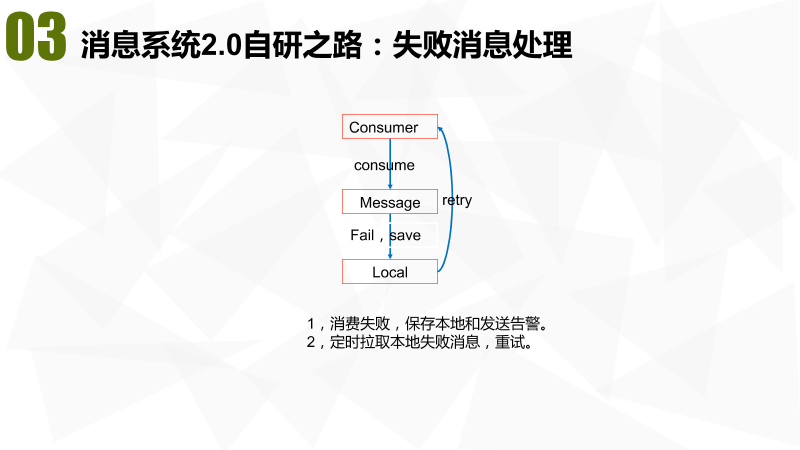 03 消息系统2.0自研之路：失败消息处理
Consumer
consume
Message
retry
Fail，save
Local
1，消费失败，保存本地和发送告警。
2，定时拉取本地失败消息，重试。